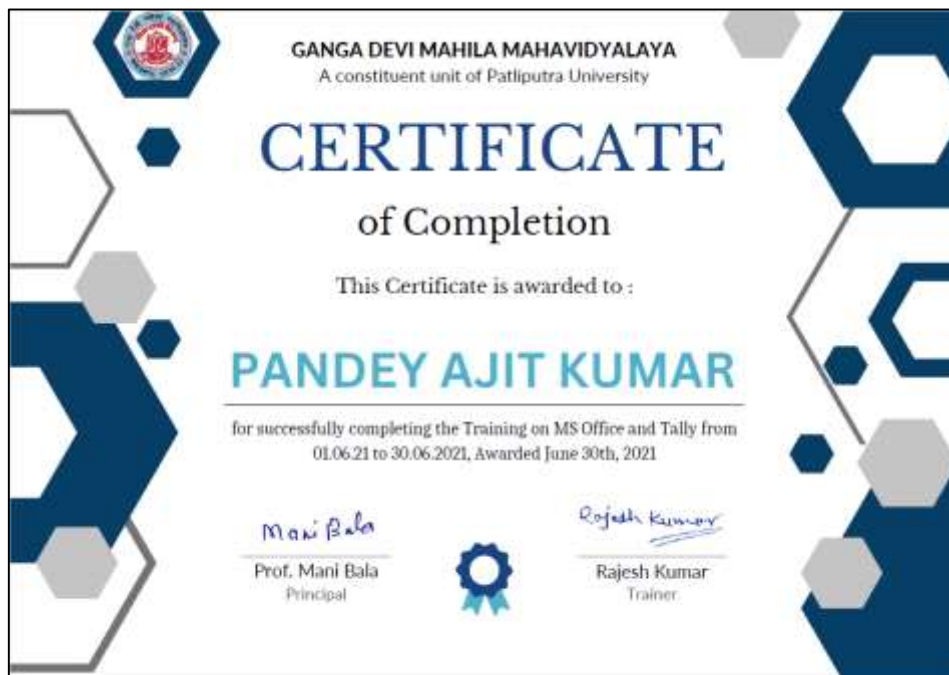 GANGA DEVI MAHILA MAHAVIDYALAYA
A constituent unit of Patliputra University
CERTIFICATE
of Completion
This Certificate is awarded to :
PANDEY AJIT KUMAR
for successfully completing the Training on MS Office and Tally from
01.06.21 to 30.06.2021, Awarded June 30th, 2021
Mani Bala
Rajesh Kumar
Prof. Mani Bala
Rajesh Kumar
Principal
Trainer